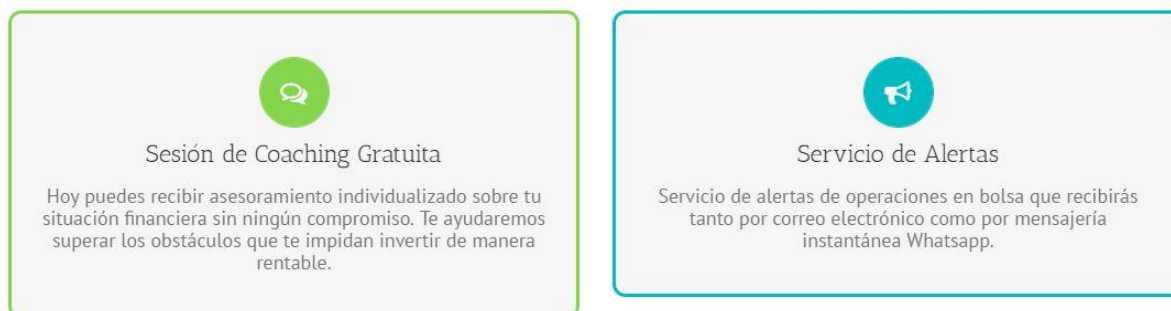 Sesión de Coaching Gratuita
Hoy puedes recibir asesoramiento individualizado sobre tu
situación financiera sin ningún compromiso. Te ayudaremos
superar los obstáculos que te impidan invertir de manera
rentable.
Servicio de Alertas
Servicio de alertas de operaciones en bolsa que recibirás
tanto por correo electrónico como por mensajería
instantánea Whatsapp.